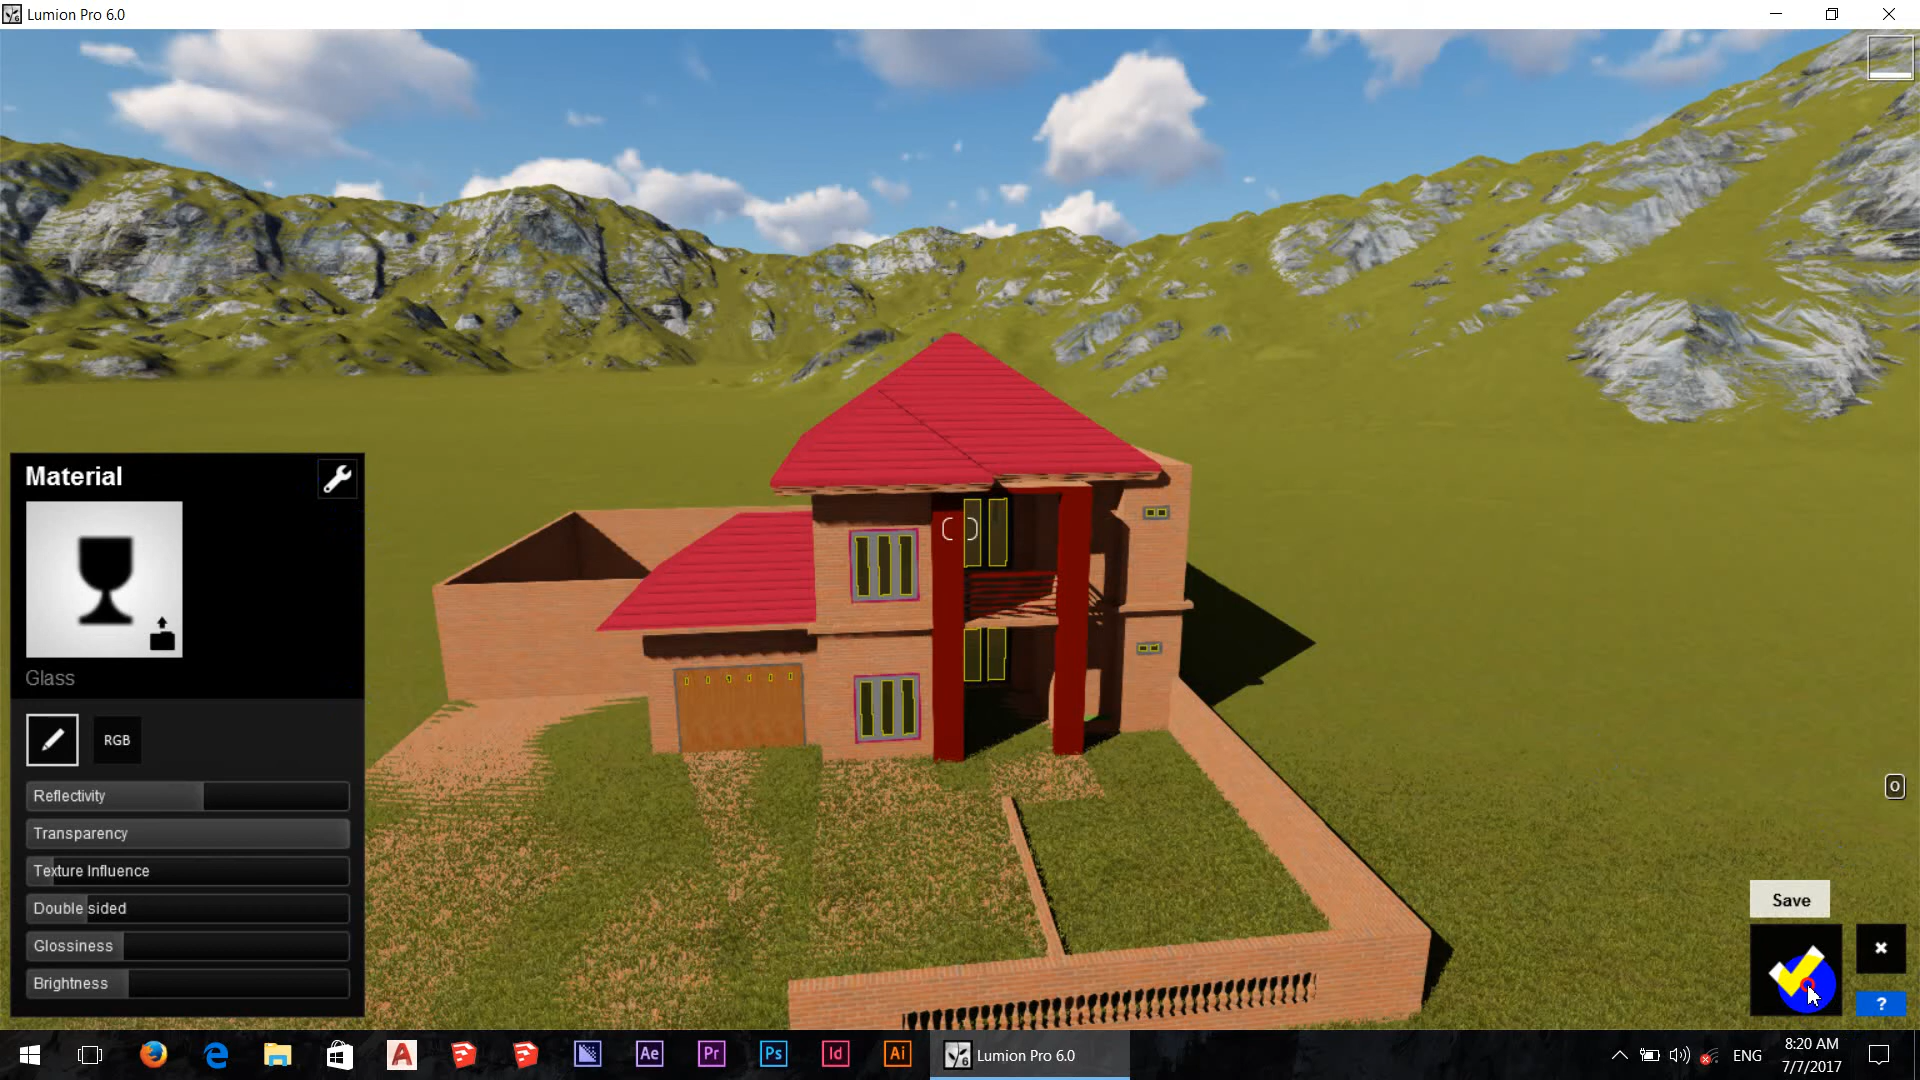 Lumion Pro 6.0
Material
Glass
RGB
Reflectivity
Transparency
Texture Influence
Double sided
Glossiness
Brightness
O
Save
?
Ae
Pr
Ps
Id
Ai
Lumion Pro 6.0
ENG
8:20 AM
7/7/2017